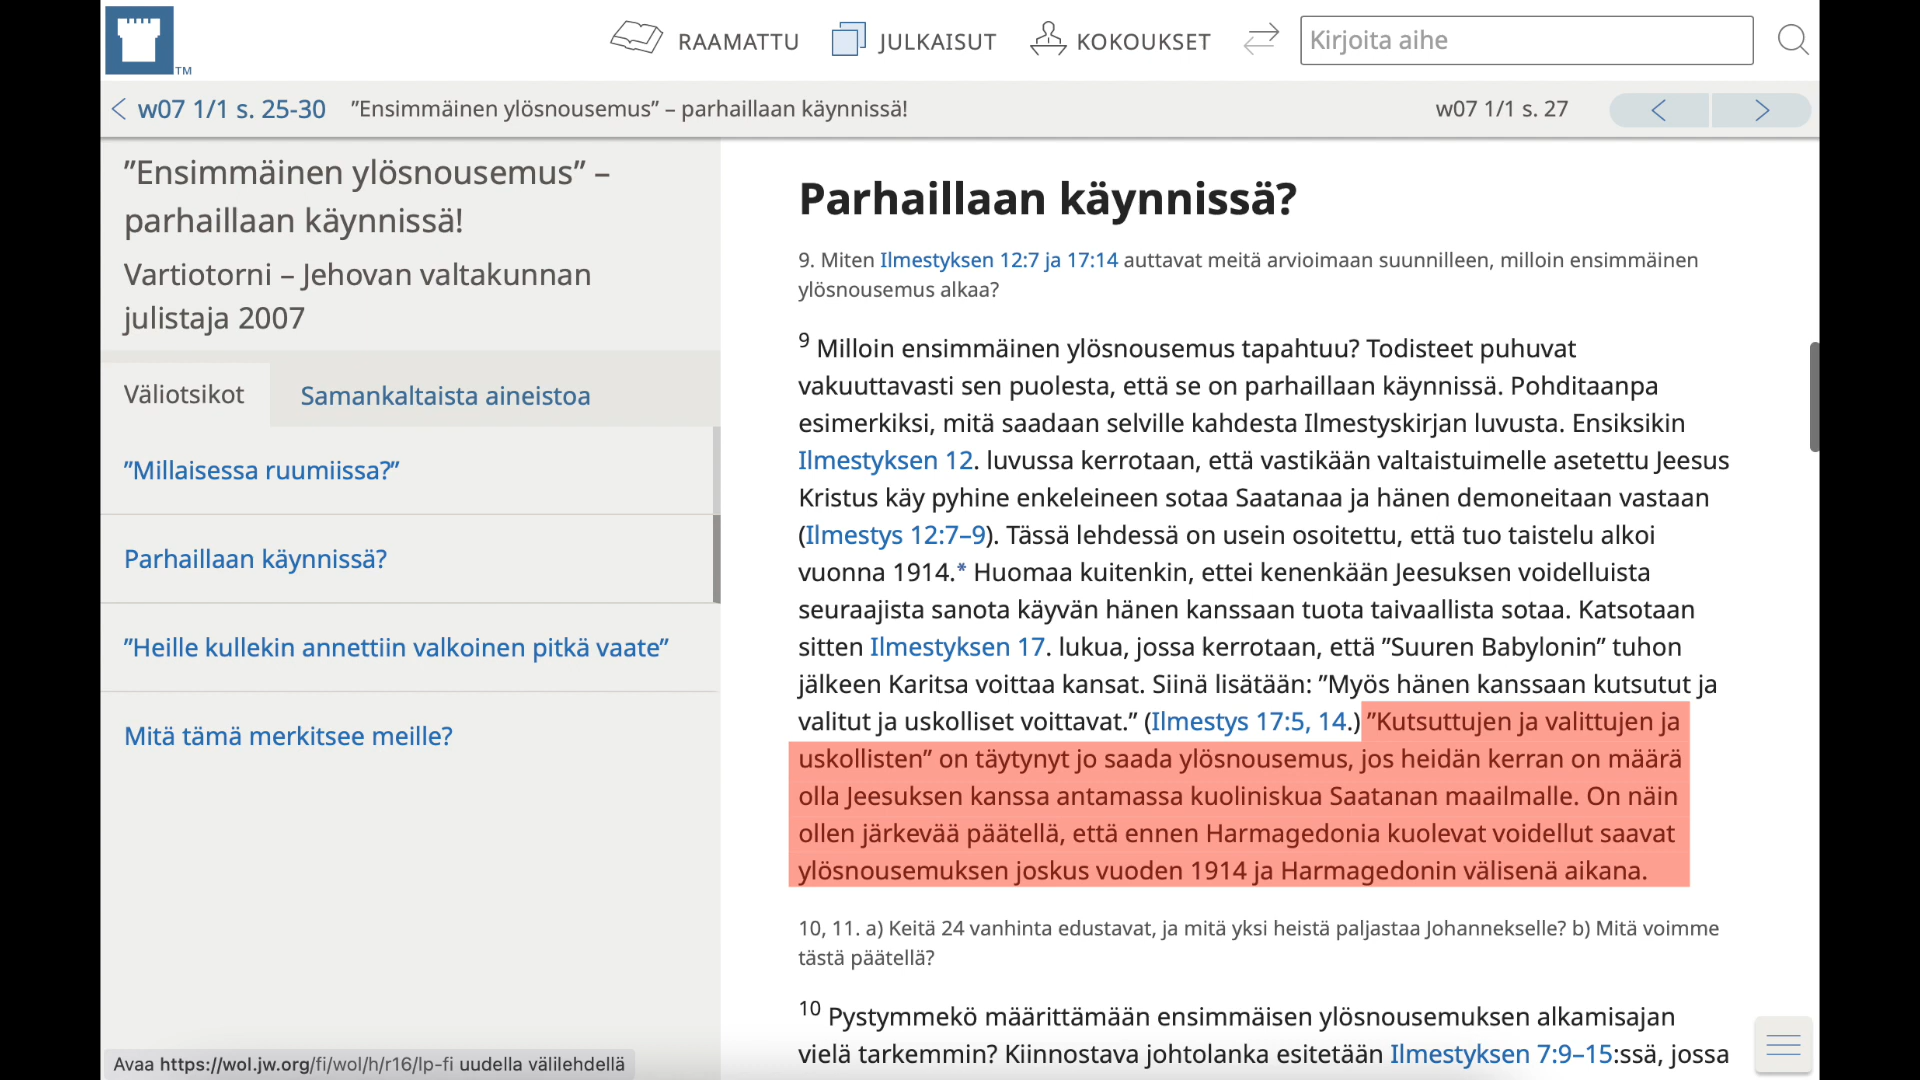 TM
RAAMATTU
JULKAISUT
KOKOUKSET
Kirjoita aihe
w07 1/1 s. 25-30
”Ensimmäinen ylösnousemus” – parhaillaan käynnissä!
w07 1/1 s. 27
”Ensimmäinen ylösnousemus” –
parhaillaan käynnissä!
Vartiotorni – Jehovan valtakunnan
julistaja 2007
Väliotsikot
Samankaltaista aineistoa
”Millaisessa ruumiissa?”
Parhaillaan käynnissä?
”Heille kullekin annettiin valkoinen pitkä vaate”
Mitä tämä merkitsee meille?
Parhaillaan käynnissä?
9. Miten Ilmestyksen 12:7 ja 17:14 auttavat meitä arvioimaan suunnilleen, milloin ensimmäinen
ylösnousemus alkaa?
9 Milloin ensimmäinen ylösnousemus tapahtuu? Todisteet puhuvat
vakuuttavasti sen puolesta, että se on parhaillaan käynnissä. Pohditaanpa
esimerkiksi, mitä saadaan selville kahdesta Ilmestyskirjan luvusta. Ensiksikin
Ilmestyksen 12. luvussa kerrotaan, että vastikään valtaistuimelle asetettu Jeesus
Kristus käy pyhine enkeleineen sotaa Saatanaa ja hänen demoneitaan vastaan
(Ilmestys 12:7–9). Tässä lehdessä on usein osoitettu, että tuo taistelu alkoi
vuonna 1914.* Huomaa kuitenkin, ettei kenenkään Jeesuksen voidelluista
seuraajista sanota käyvän hänen kanssaan tuota taivaallista sotaa. Katsotaan
sitten Ilmestyksen 17. lukua, jossa kerrotaan, että ”Suuren Babylonin” tuhon
jälkeen Karitsa voittaa kansat. Siinä lisätään: ”Myös hänen kanssaan kutsutut ja
valitut ja uskolliset voittavat.” (Ilmestys 17:5, 14.) ”Kutsuttujen ja valittujen ja
uskollisten” on täytynyt jo saada ylösnousemus, jos heidän kerran on määrä
olla Jeesuksen kanssa antamassa kuoliniskua Saatanan maailmalle. On näin
ollen järkevää päätellä, että ennen Harmagedonia kuolevat voidellut saavat
ylösnousemuksen joskus vuoden 1914 ja Harmagedonin välisenä aikana.
10, 11. a) Keitä 24 vanhinta edustavat, ja mitä yksi heistä paljastaa Johannekselle? b) Mitä voimme
tästä päätellä?
10 Pystymmekö määrittämään ensimmäisen ylösnousemuksen alkamisajan
vielä tarkemmin? Kiinnostava johtolanka esitetään Ilmestyksen 7:9–15:ssä, jossa
Avaa https://wol.jw.org/fi/wol/h/r16/lp-fi uudella välilehdellä